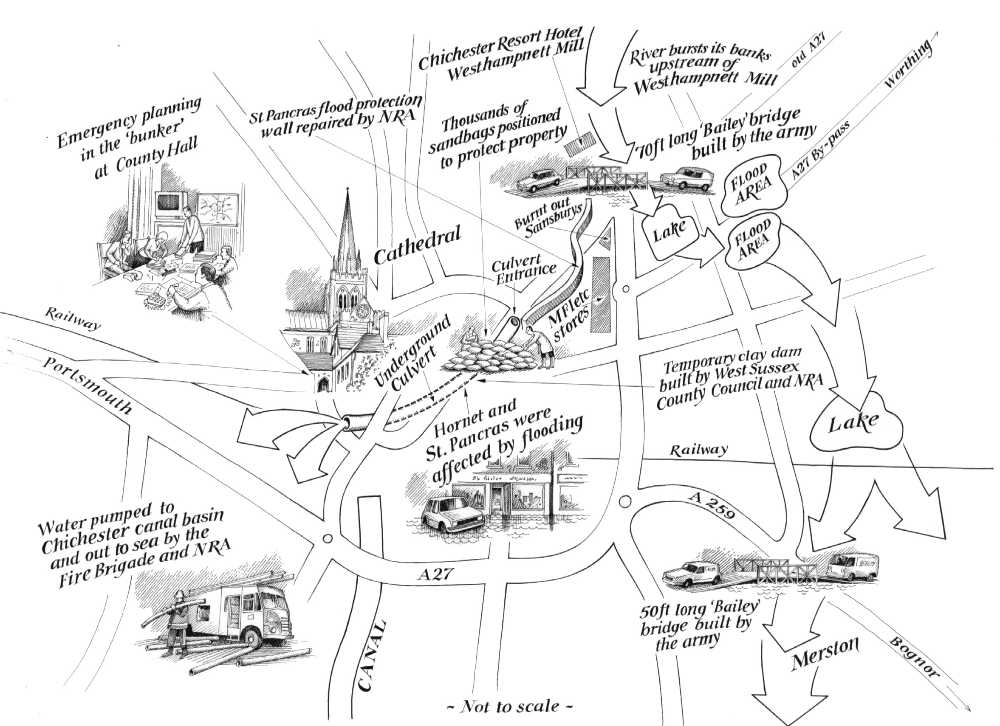 Chichester Resort Hotel
Westhampnett Mill
River bursts its banks
upstream of
Westhampnett Mill
old A27
Worthing
A27 By-pass
Emergency planning
in the 'bunker'
at County Hall
St Pancras flood protection
wall repaired by NRA
Thousands of
sandbags positioned
to protect property
70ft long 'Bailey' bridge
built by the army
FLOOD
AREA
Burnt out
Sainsburys
Lake
FLOOD
AREA
Cathedral
Culvert
Entrance
MFI etc
stores
Railway
Portsmouth
Underground
Culvert
Temporary clay dam
built by West Sussex
County Council and NRA
Lake
Hornet and
St. Pancras were
affected by flooding
Railway
A 259
Water pumped to
Chichester canal basin
and out to sea by the
Fire Brigade and NRA
A27
CANAL
50ft long 'Bailey'
bridge built by
the army
Merston
Bognor
~ Not to scale ~